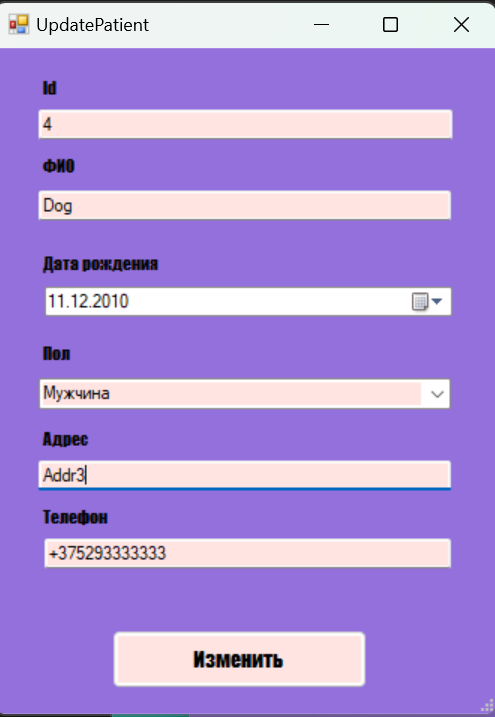 UpdatePatient
Id
4
ФИО
Dog
Дата рождения
11.12.2010
Пол
Мужчина
Адрес
Addr3
Телефон
+375293333333
Изменить